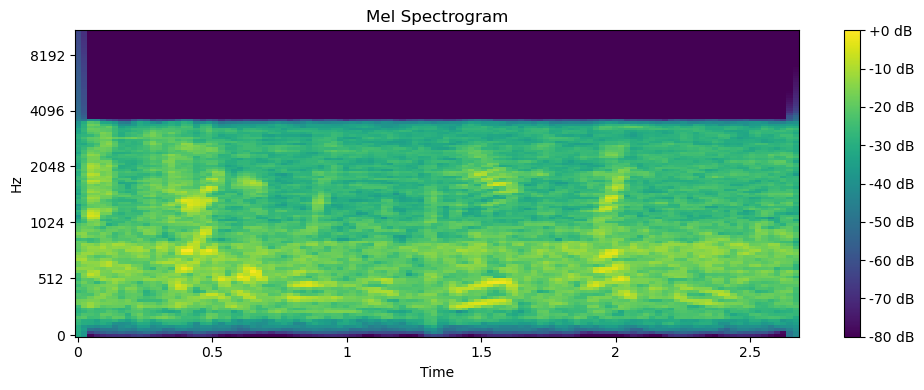 Mel Spectrogram
Hz
8192
4096
2048
1024
512
0
0
0.5
1
1.5
2
2.5
Time
+0 dB
-10 dB
-20 dB
-30 dB
-40 dB
-50 dB
-60 dB
-70 dB
-80 dB